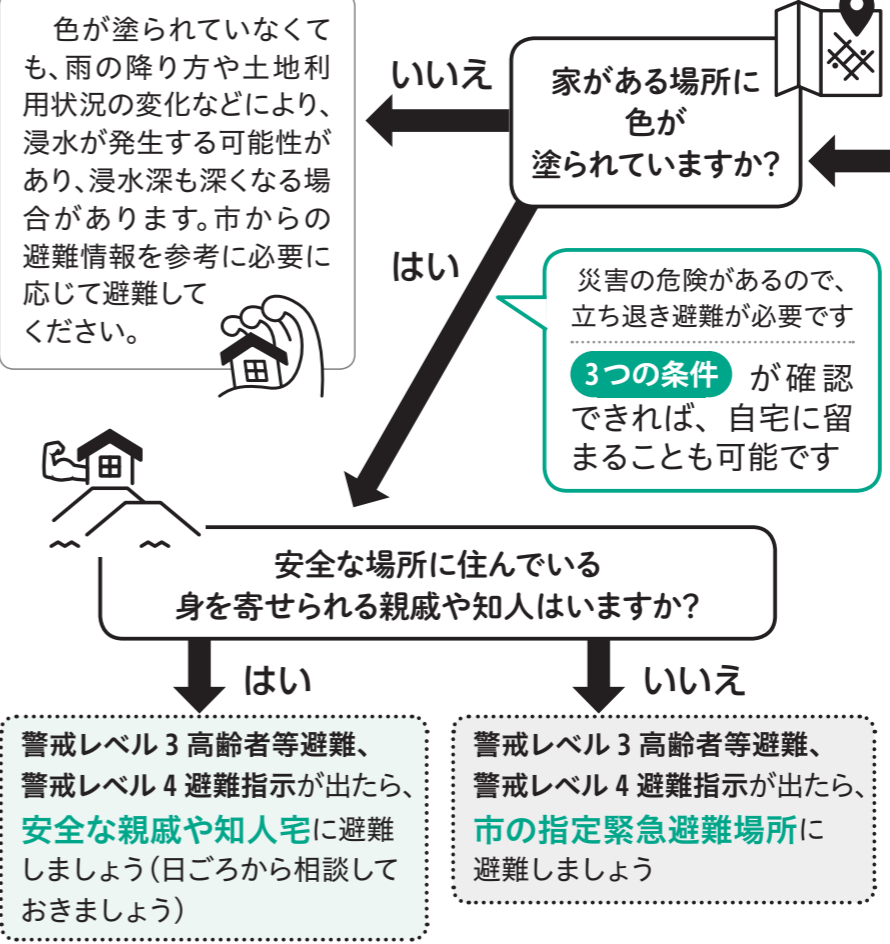 家がある場所に
色が
塗られていますか?
いいえ
色が塗られていなくて
も、雨の降り方や土地利
用状況の変化などにより、
浸水が発生する可能性が
あり、浸水深も深くなる場
合があります。市からの
避難情報を参考に必要に
応じて避難して
ください。
はい
災害の危険があるので、
立ち退き避難が必要です
3つの条件 が確認
できれば、自宅に留
まることも可能です
安全な場所に住んでいる
身を寄せられる親戚や知人はいますか?
はい
警戒レベル 3 高齢者等避難、
警戒レベル 4 避難指示が出たら、
安全な親戚や知人宅に避難
しましょう(日ごろから相談して
おきましょう)
いいえ
警戒レベル 3 高齢者等避難、
警戒レベル 4 避難指示が出たら、
市の指定緊急避難場所に
避難しましょう